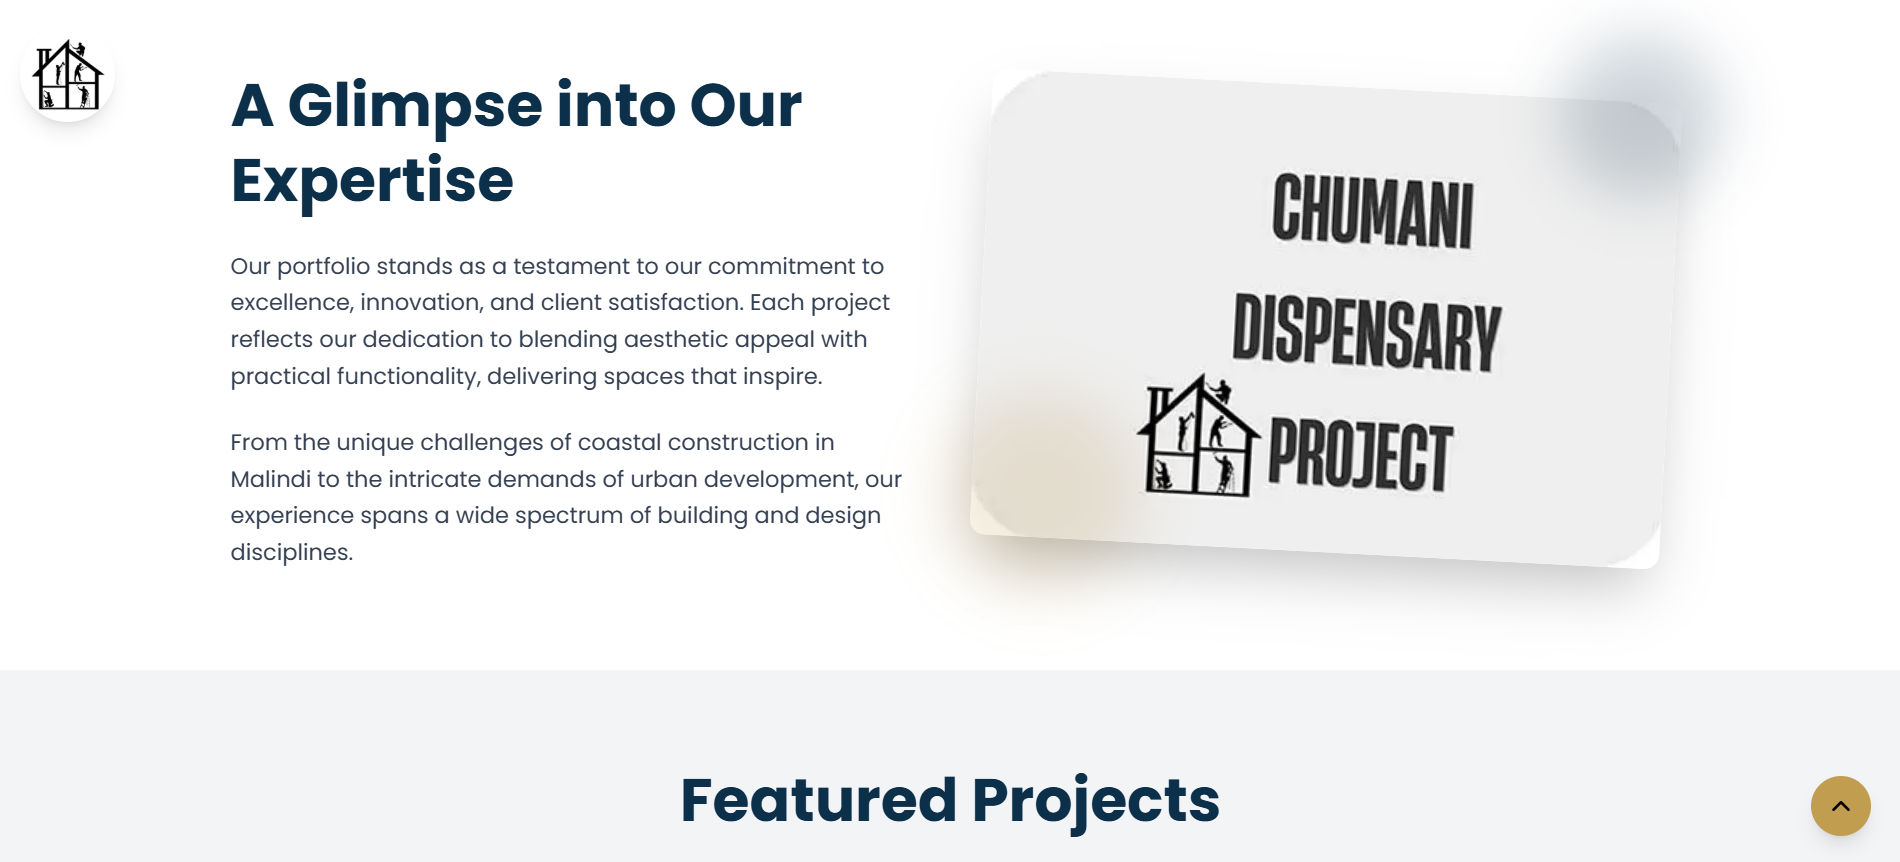 A Glimpse into Our
Expertise
Our portfolio stands as a testament to our commitment to
excellence, innovation, and client satisfaction. Each project
reflects our dedication to blending aesthetic appeal with
practical functionality, delivering spaces that inspire.
From the unique challenges of coastal construction in
Malindi to the intricate demands of urban development, our
experience spans a wide spectrum of building and design
disciplines.
CHUMANI
DISPENSARY
PROJECT
Featured Projects